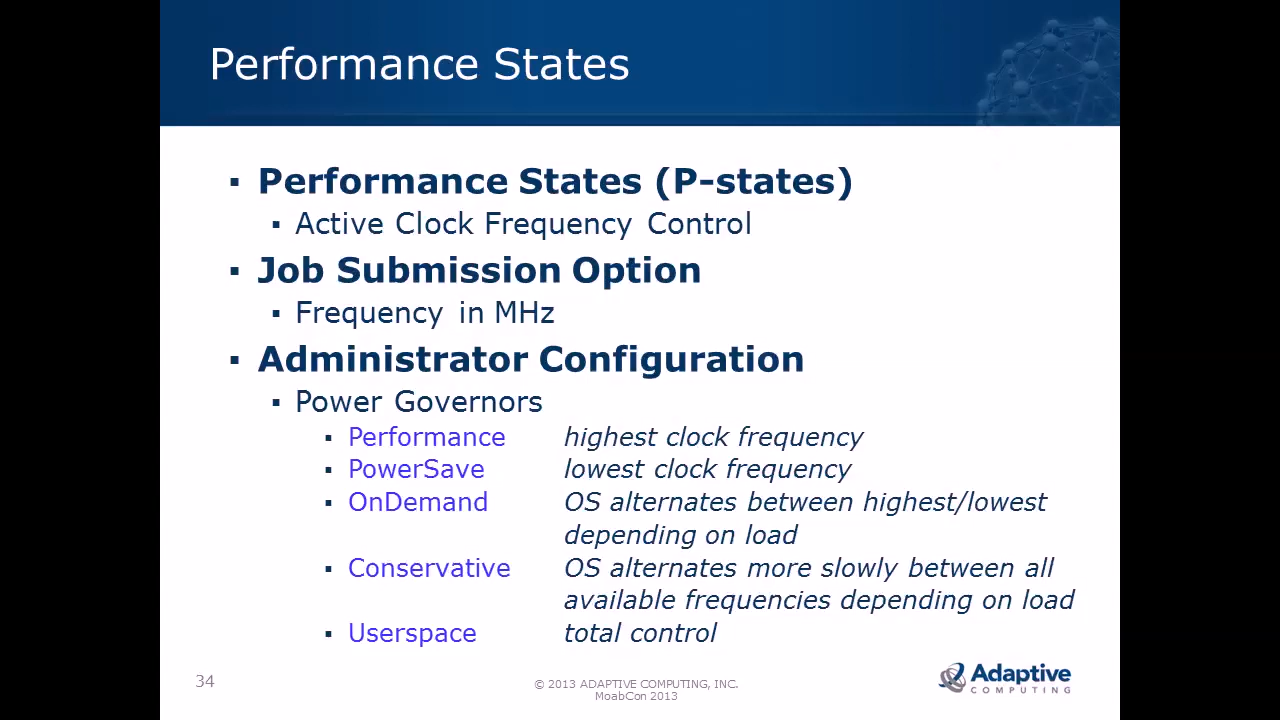 Performance States
▪ Performance States (P-states)
▪ Active Clock Frequency Control
▪ Job Submission Option
▪ Frequency in MHz
▪ Administrator Configuration
▪ Power Governors
▪ Performance highest clock frequency
▪ PowerSave lowest clock frequency
▪ OnDemand OS alternates between highest/lowest
depending on load
▪ Conservative OS alternates more slowly between all
available frequencies depending on load
▪ Userspace total control
34
© 2013 ADAPTIVE COMPUTING, INC.
MoabCon 2013
Adaptive
COMPUTING